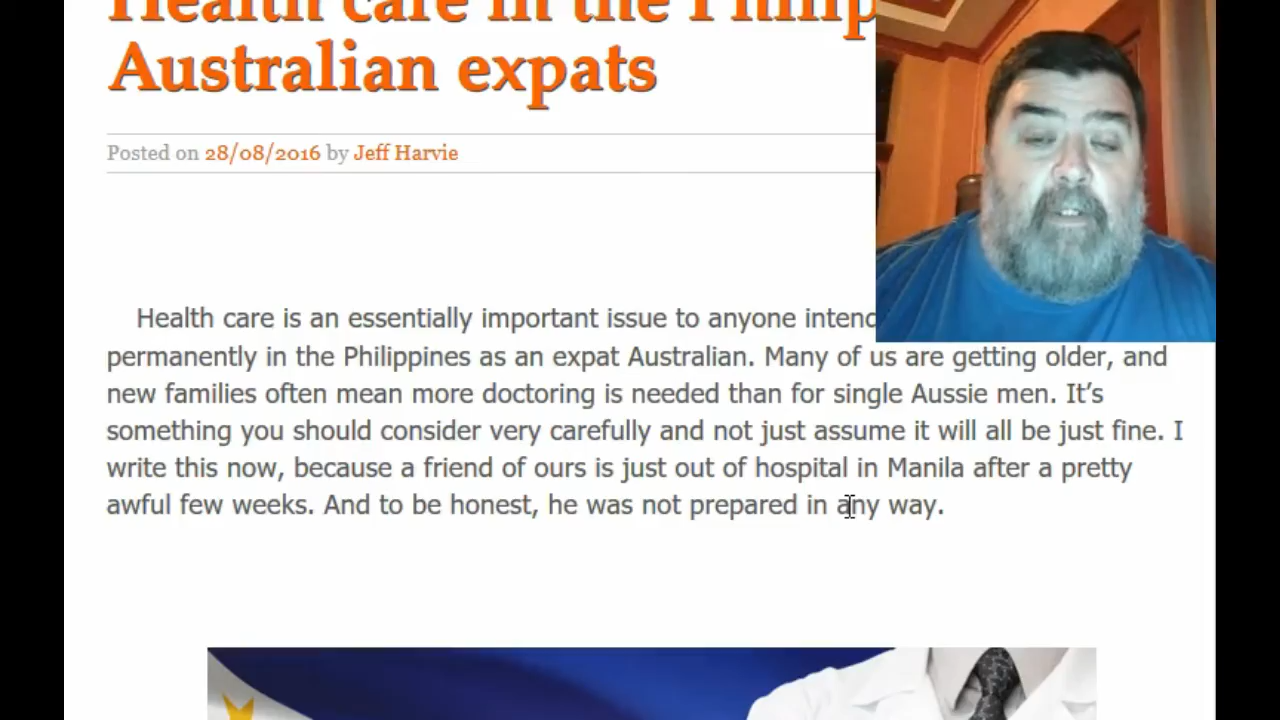 Health care in the Philip
Australian expats
Posted on 28/08/2016 by Jeff Harvie
Health care is an essentially important issue to anyone intend
permanently in the Philippines as an expat Australian. Many of us are getting older, and
new families often mean more doctoring is needed than for single Aussie men. It’s
something you should consider very carefully and not just assume it will all be just fine. I
write this now, because a friend of ours is just out of hospital in Manila after a pretty
awful few weeks. And to be honest, he was not prepared in any way.